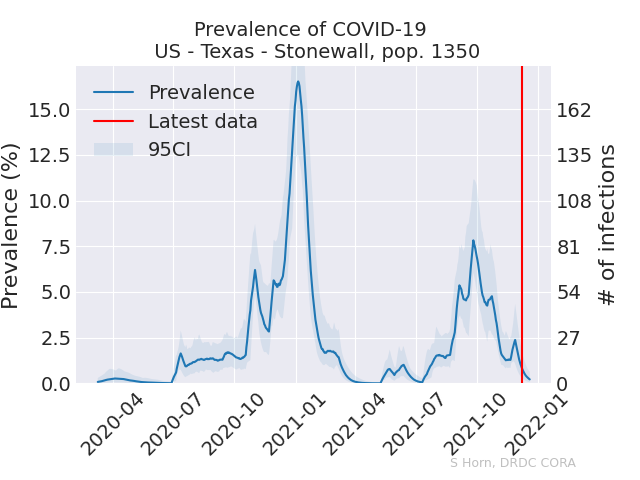 Prevalence of COVID-19
US - Texas - Stonewall, pop. 1350
Prevalence
Latest data
95CI
Prevalence (%)
15.0
12.5
10.0
7.5
5.0
2.5
0.0
162
135
108
81
54
27
0
# of infections
2020-04
2020-07
2020-10
2021-01
2021-04
2021-07
2021-10
2022-01
S Horn, DRDC CORA